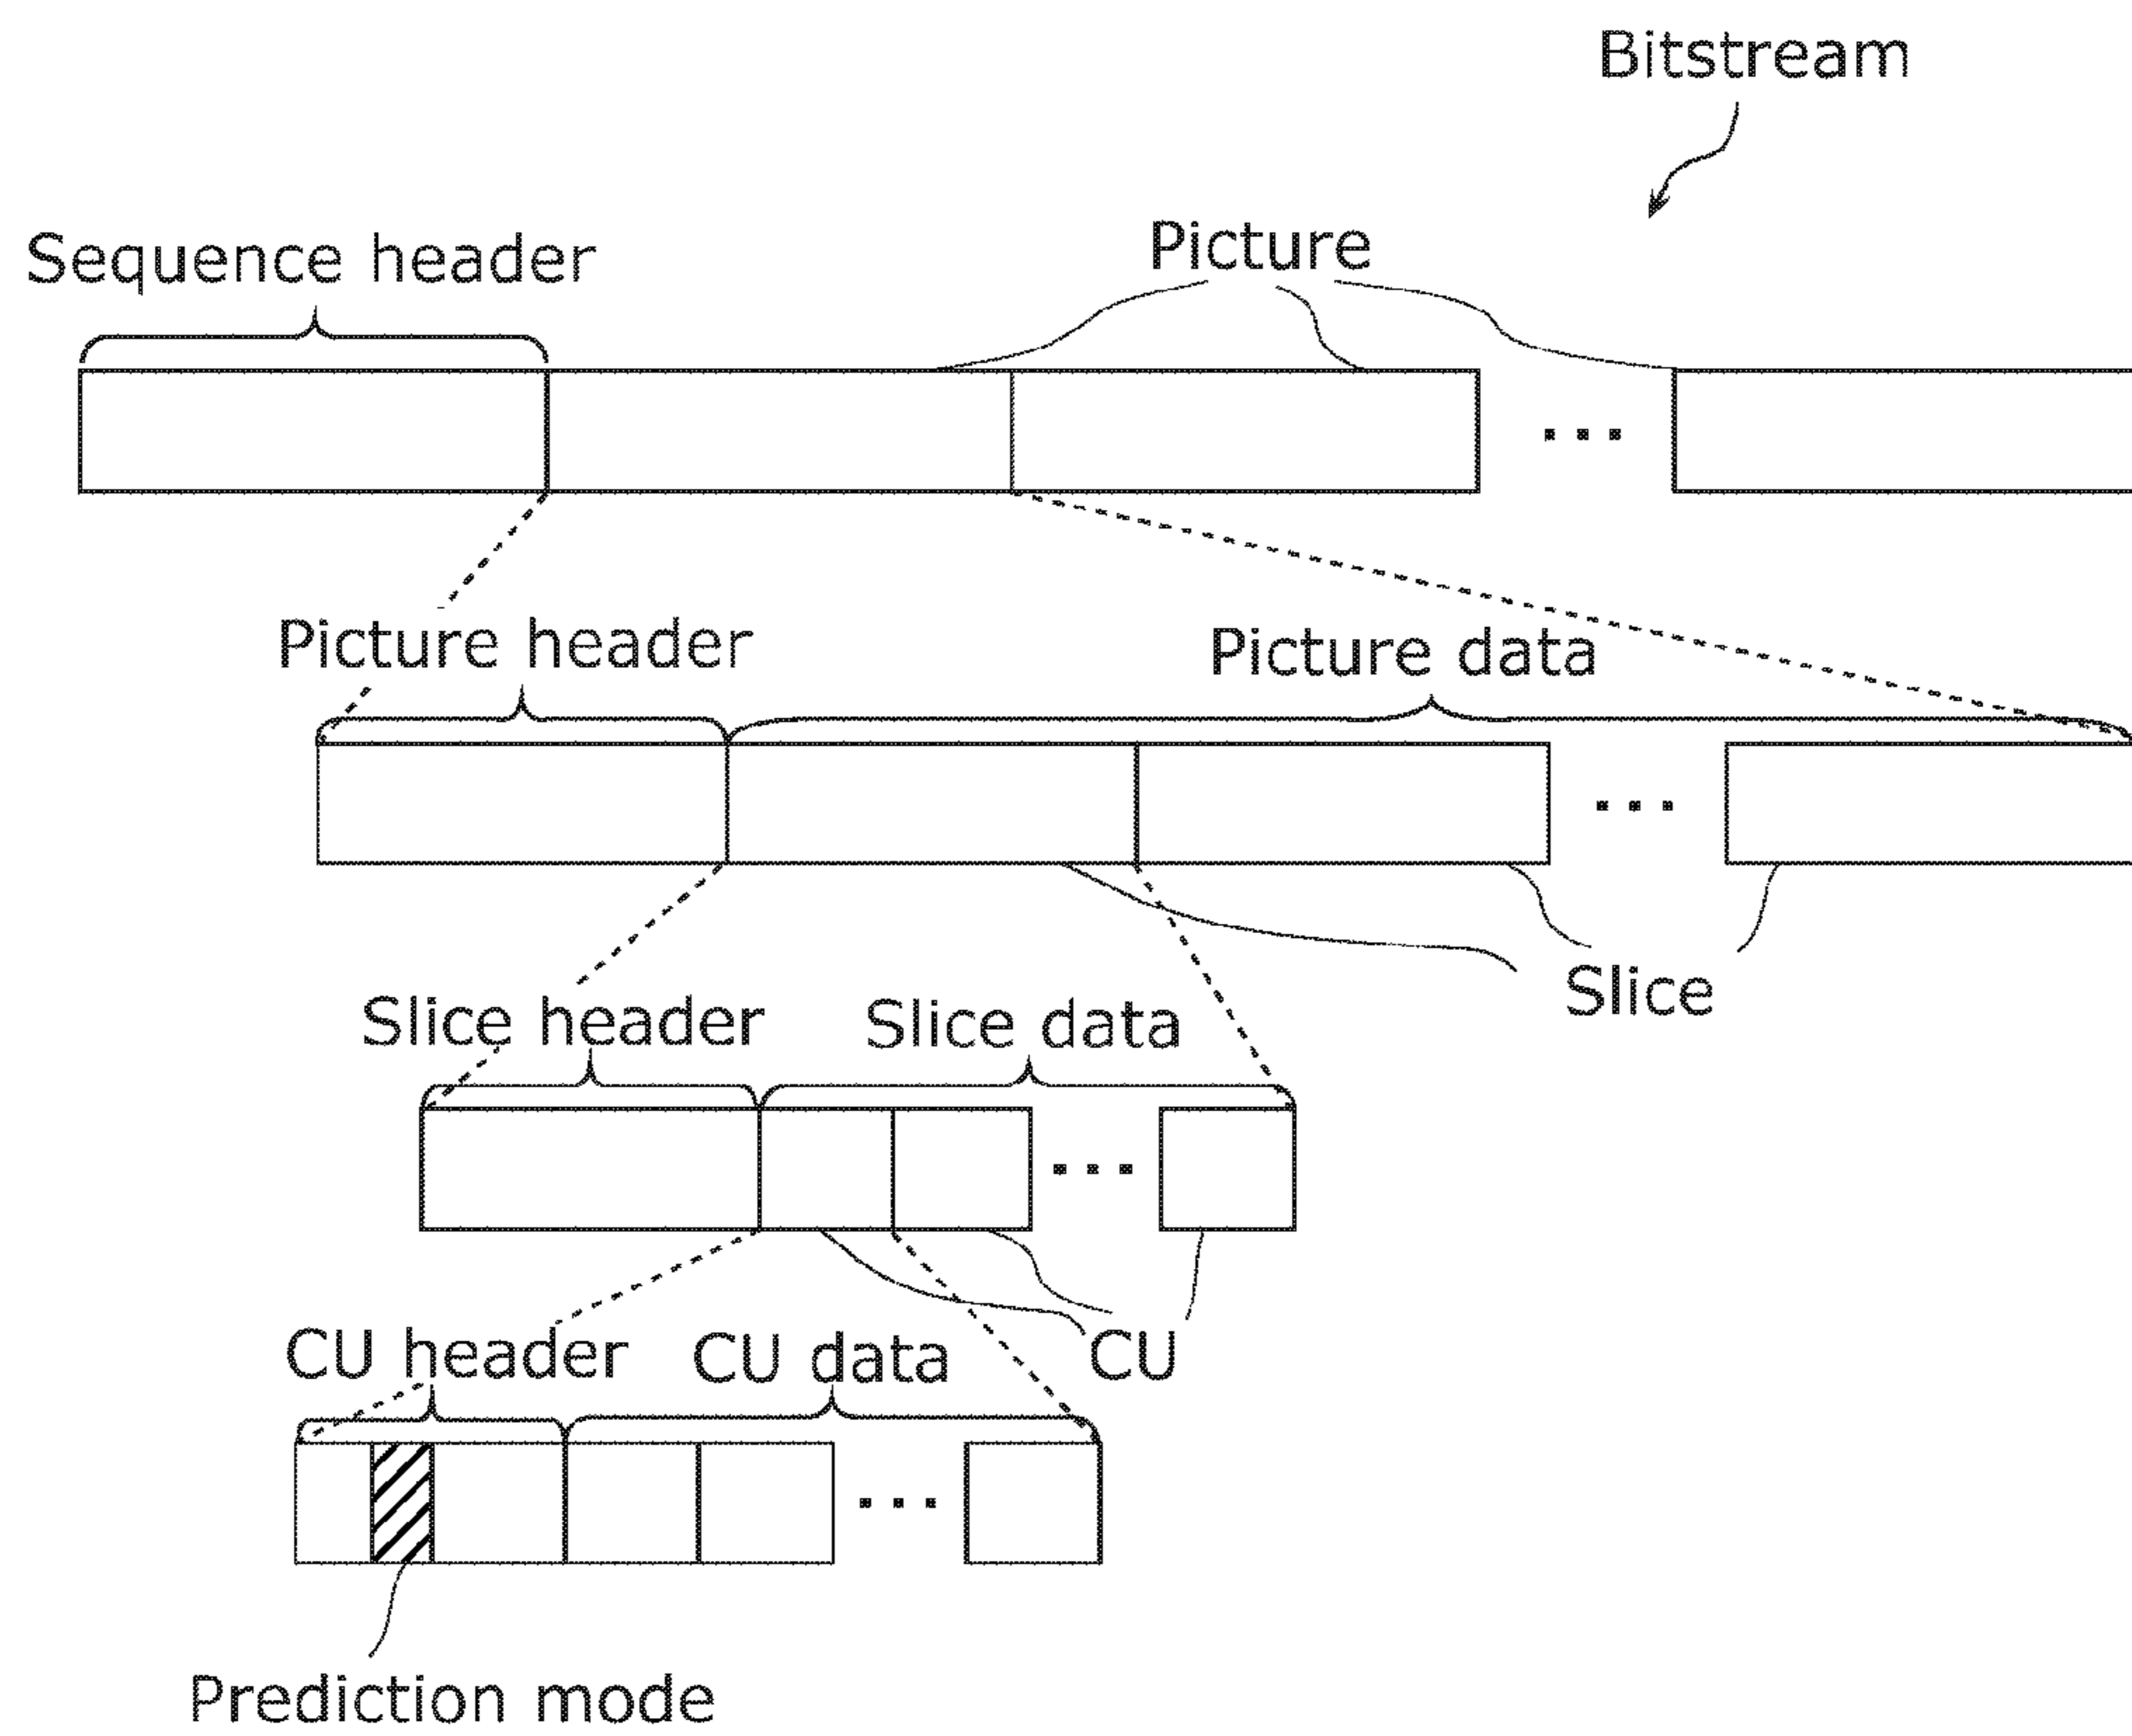 Bitstream
Sequence header
Picture
Picture header
Picture data
Slice
Slice header
Slice data
CU header
CU data
CU
Prediction mode